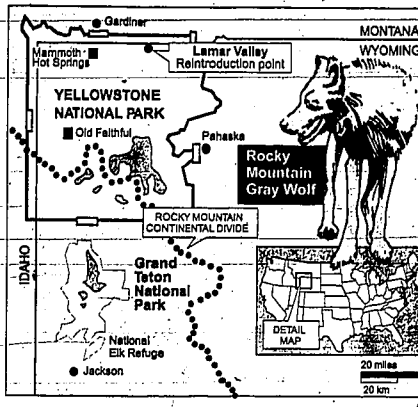 Gardiner
MONTANA
WYOMING
Mammoth
Hot Springs
Lamar Valley
Reintroduction point
YELLOWSTONE
NATIONAL PARK
Old Faithful
Pahaska
Rocky
Mountain
Gray Wolf
ROCKY MOUNTAIN
CONTINENTAL DIVIDE
IDAHO
Grand
Teton
National
Park
National
Elk Refuge
Jackson
DETAIL
MAP
20 miles
20 km